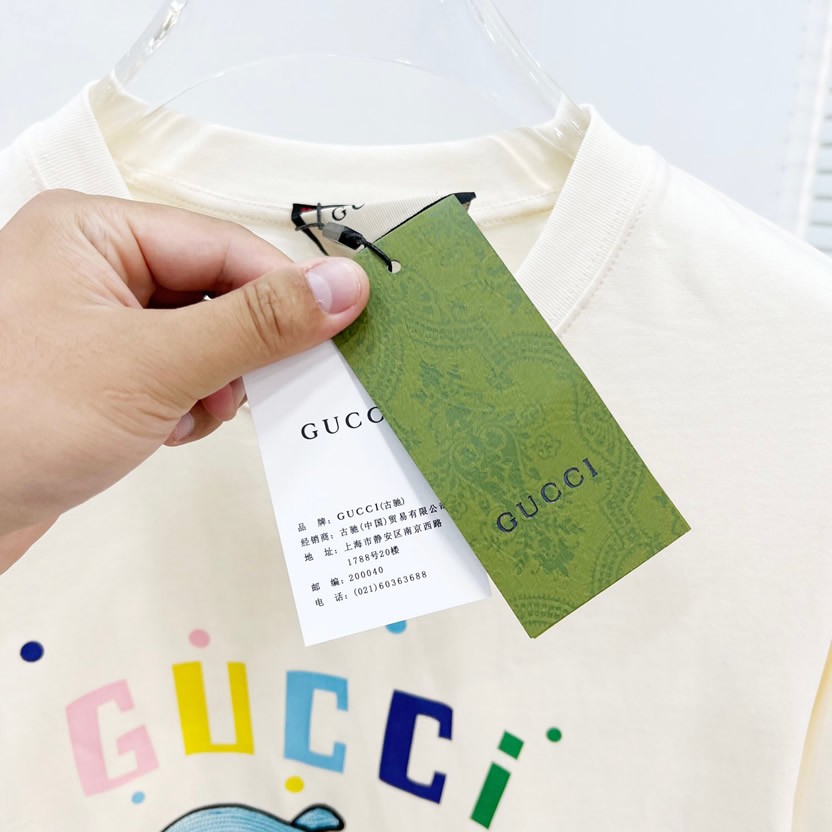 GU
GUCCI
GUCCI
品 牌: GUCCI(古驰)
经销商: 古驰(中国)贸易有限公司
地 址: 上海市静安区南京西路
1788号20楼
邮 编: 200040
电 话: (021)60363688
GUCCi